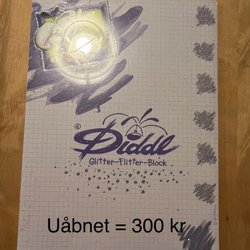 Diddl
Glitter-Flitter-Block
Uåbnet = 300 kr